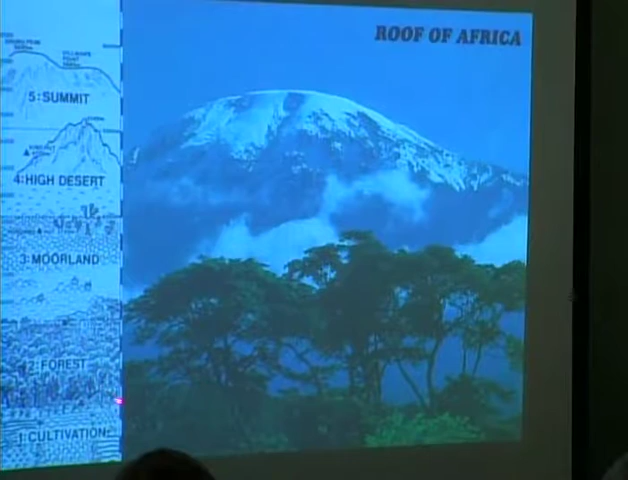 ROOF OF AFRICA
5:SUMMIT
4:HIGH DESERT
3:MOORLAND
2:FOREST
1:CULTIVATION